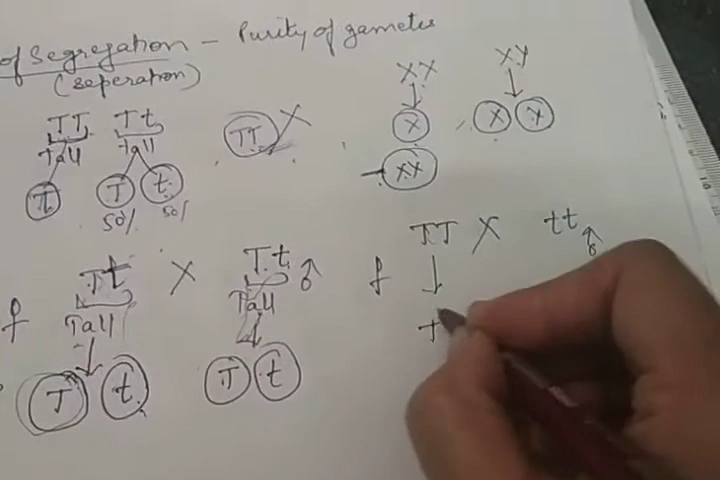 of Segregation - Purity of gametes
(seperation)
TT Tt
Tall Tall
T T t
50% 50%
TT X
XX XY
X X Y
XX
Tt X Tt ♂
f Tall Tall
T t T t
f TT X tt ♂
T